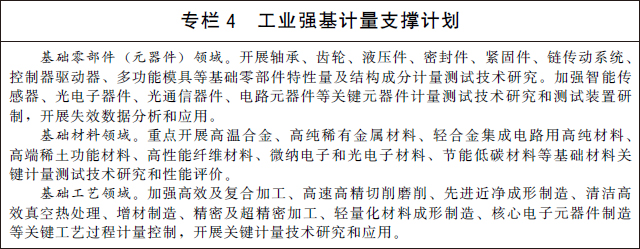 专栏 4　工业强基计量支撑计划
基础零部件（元器件）领域。开展轴承、齿轮、液压件、密封件、紧固件、链传动系统、
控制器驱动器、多功能模具等基础零部件特性量及结构成分计量测试技术研究。加强智能传
感器、光电子器件、光通信器件、电路元器件等关键元器件计量测试技术研究和测试装置研
制，开展失效数据分析和应用。
基础材料领域。重点开展高温合金、高纯稀有金属材料、轻合金集成电路用高纯材料、
高端稀土功能材料、高性能纤维材料、微纳电子和光电子材料、节能低碳材料等基础材料关
键计量测试技术研究和性能评价。
基础工艺领域。加强高效及复合加工、高速高精切削磨削、先进近净成形制造、清洁高
效真空热处理、增材制造、精密及超精密加工、轻量化材料成形制造、核心电子元器件制造
等关键工艺过程计量控制，开展关键计量技术研究和应用。